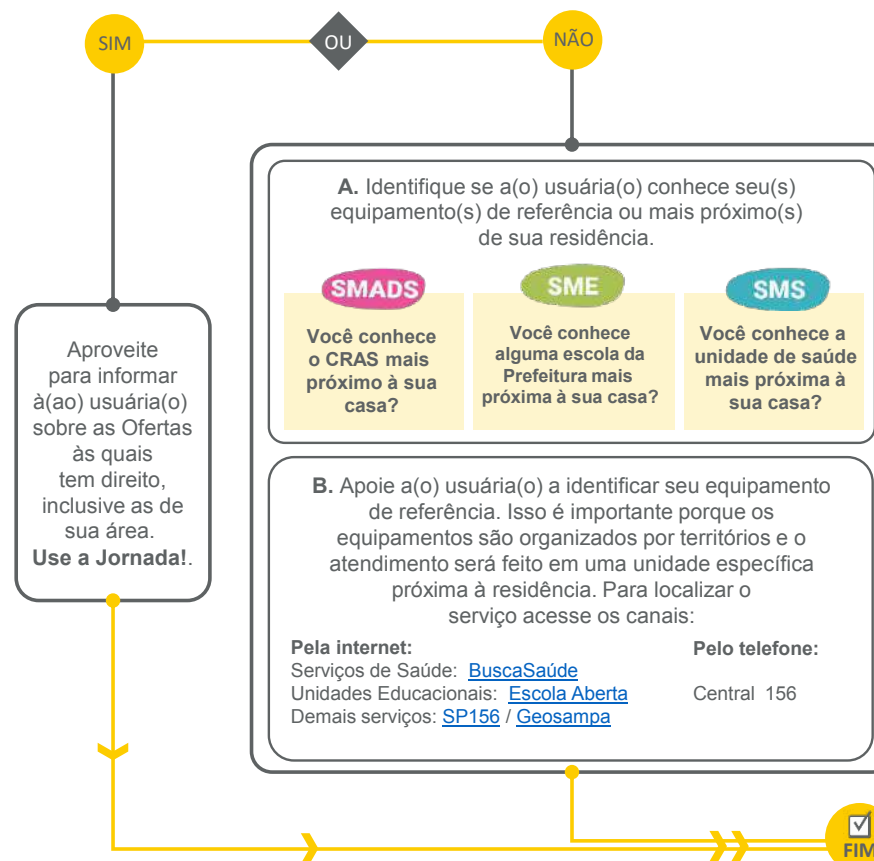 SIM
OU
NÃO
Aproveite
para informar
à(ao) usuária(o)
sobre as Ofertas
às quais
tem direito,
inclusive as de
sua área.
Use a Jornada!.
A. Identifique se a(o) usuária(o) conhece seu(s)
equipamento(s) de referência ou mais próximo(s)
de sua residência.
SMADS
Você conhece
o CRAS mais
próximo à sua
casa?
SME
Você conhece
alguma escola da
Prefeitura mais
próxima à sua casa?
SMS
Você conhece a
unidade de saúde
mais próxima à
sua casa?
B. Apoie a(o) usuária(o) a identificar seu equipamento
de referência. Isso é importante porque os
equipamentos são organizados por territórios e o
atendimento será feito em uma unidade específica
próxima à residência. Para localizar o
serviço acesse os canais:
Pela internet:
Serviços de Saúde: BuscaSaúde
Unidades Educacionais: Escola Aberta
Demais serviços: SP156 / Geosampa
Pelo telefone:
Central 156
FIM